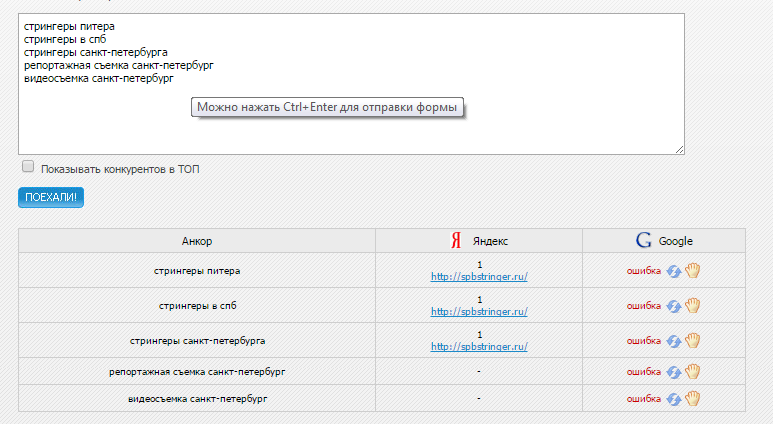 стрингеры питера
стрингеры в спб
стрингеры санкт-петербурга
репортажная съемка санкт-петербург
видеосъемка санкт-петербург
Можно нажать Ctrl+Enter для отправки формы
Показывать конкурентов в ТОП
ПОЕХАЛИ!
Анкор Я Яндекс G Google
стрингеры питера 1 http://spbstringer.ru/ ошибка
стрингеры в спб 1 http://spbstringer.ru/ ошибка
стрингеры санкт-петербурга 1 http://spbstringer.ru/ ошибка
репортажная съемка санкт-петербург - ошибка
видеосъемка санкт-петербург - ошибка